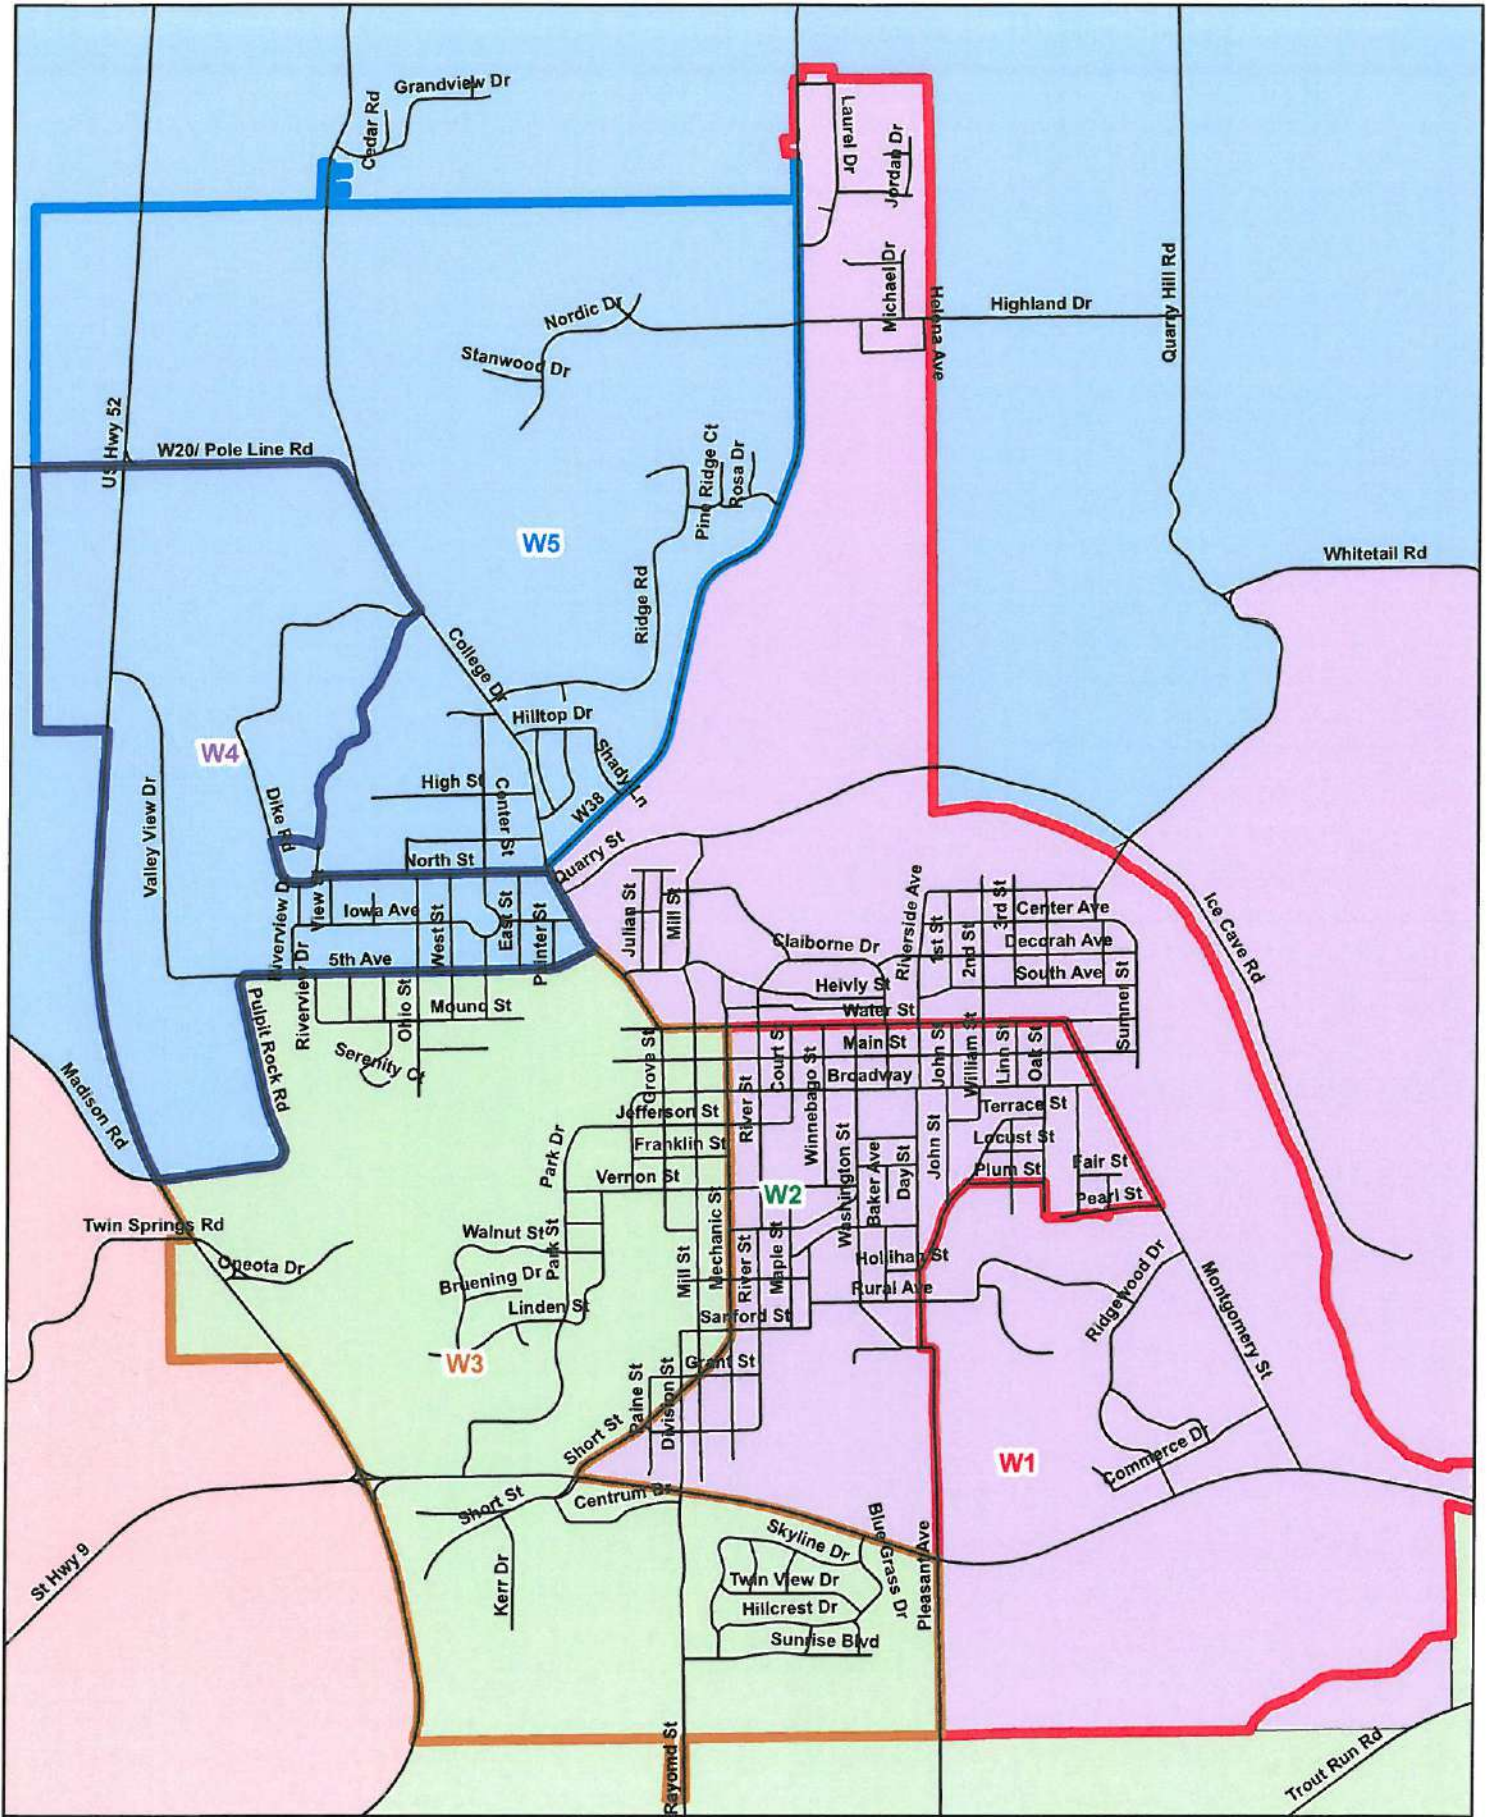 Grandview Dr
Cedar Rd
Laurel Dr
Jordan Dr
Michael Dr
Helena Ave
Highland Dr
Quarry Hill Rd
Nordic Dr
Stanwood Dr
US Hwy 52
W20/ Pole Line Rd
Pine Ridge Ct
Rosa Dr
W5
Whitetail Rd
Ridge Rd
College Dr
Hilltop Dr
Shady Ln
W4
High St
Center St
W38
Dike Rd
Valley View Dr
North St
Quarry St
Riverview Dr
View St
Iowa Ave
West St
East St
Painter St
Julian St
Mill St
Riverside Ave
1st St
2nd St
3rd St
Center Ave
Ice Cave Rd
Claiborne Dr
Decorah Ave
5th Ave
Riverview Dr
Heivly St
South Ave
Sumner St
Pulpit Rock Rd
Ohio St
Mound St
Water St
Serenity Ct
Grove St
Court St
Main St
John St
William St
Linn St
Oak St
Winnebago St
Broadway
Madison Rd
Jefferson St
River St
Terrace St
Franklin St
Locust St
Park Dr
Vernon St
Washington St
Baker Ave
Day St
John St
Plum St
Fair St
W2
Pearl St
Twin Springs Rd
Walnut St
Park St
Mechanic St
Oneota Dr
Bruening Dr
Mill St
River St
Maple St
Hollihan St
Rural Ave
Linden St
Sanford St
Ridgewood Dr
Montgomery St
W3
Grant St
Paine St
Division St
Short St
W1
Commerce Dr
Short St
Centrum Dr
St Hwy 9
Kerr Dr
Skyline Dr
Blue Grass Dr
Pleasant Ave
Twin View Dr
Hillcrest Dr
Sunrise Blvd
Rayomd St
Trout Run Rd